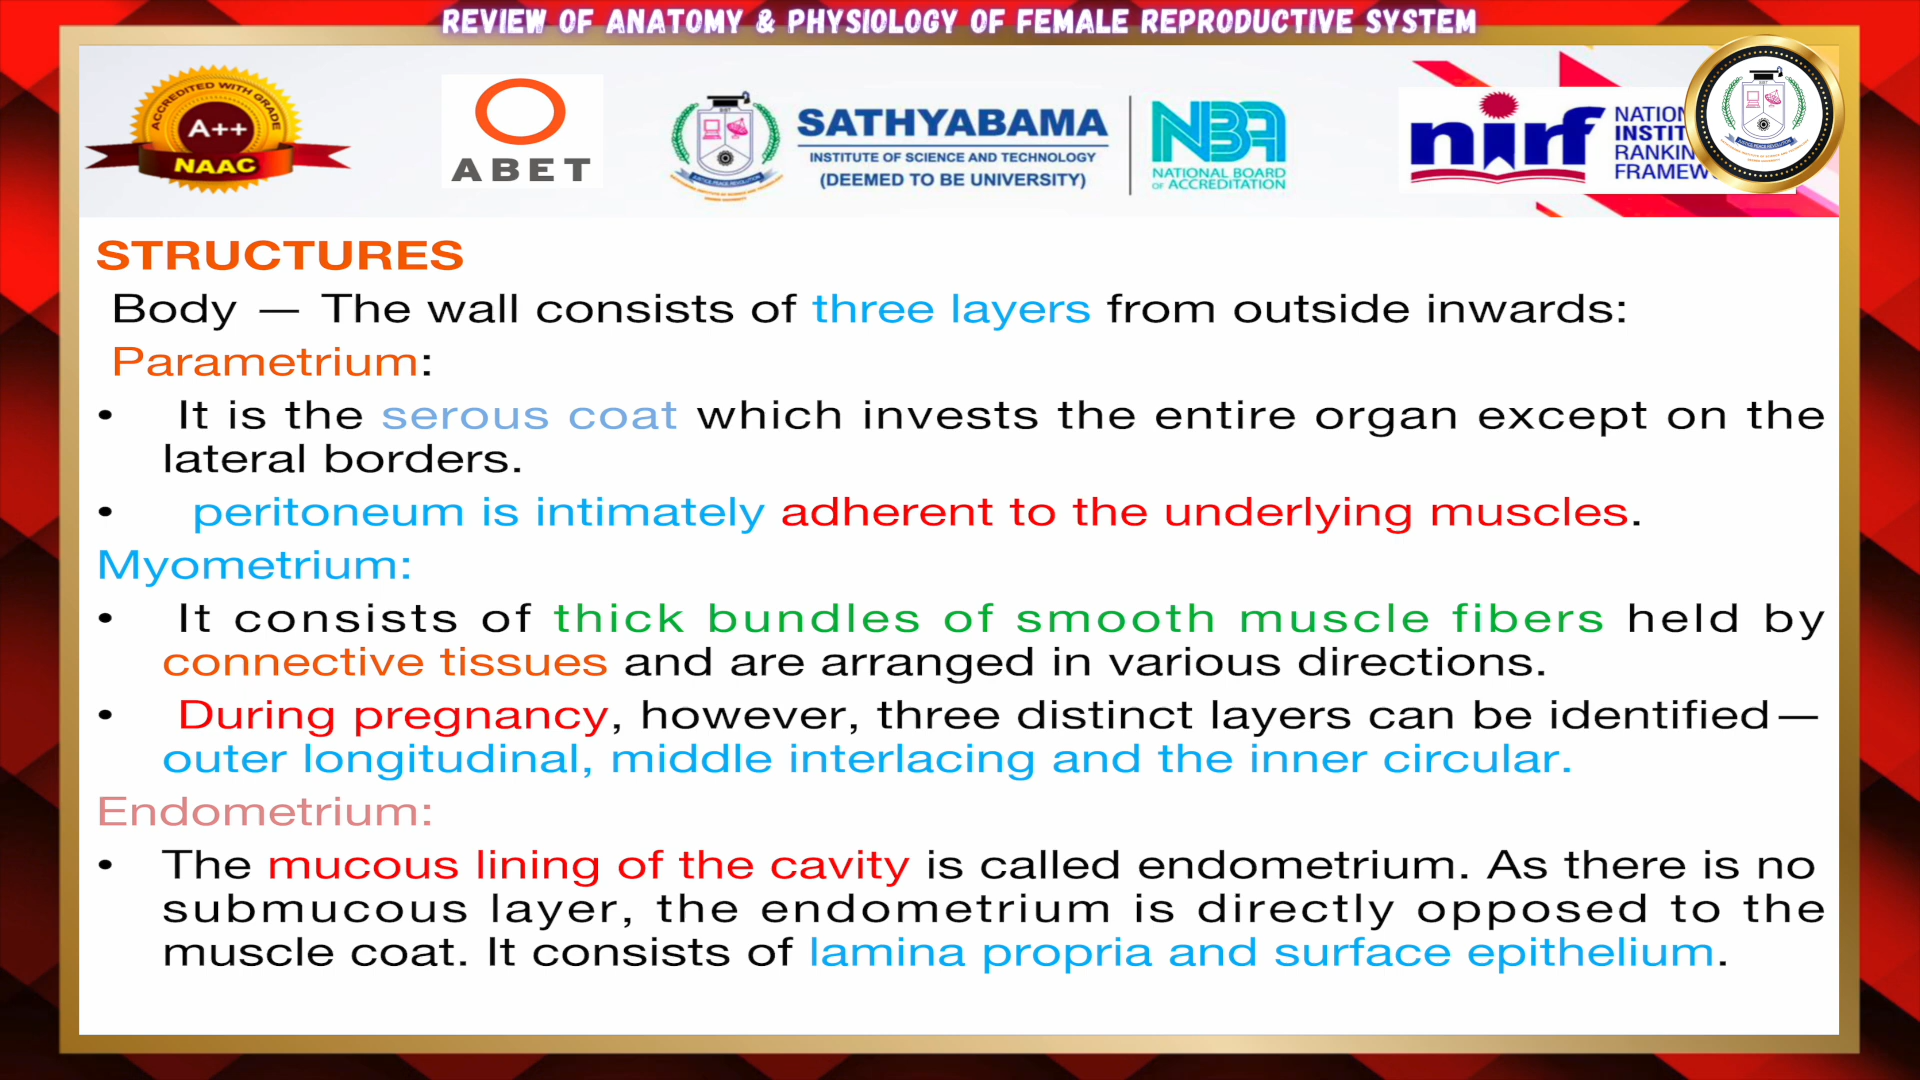 REVIEW OF ANATOMY & PHYSIOLOGY OF FEMALE REPRODUCTIVE SYSTEM
ACCREDITED WITH GRADE
A++
NAAC
ABET
SATHYABAMA
INSTITUTE OF SCIENCE AND TECHNOLOGY
(DEEMED TO BE UNIVERSITY)
NBA
NATIONAL BOARD
OF ACCREDITATION
nirf
NATION
INSTIT
RANKIN
FRAMEW
STRUCTURES
Body — The wall consists of three layers from outside inwards:
Parametrium:
• It is the serous coat which invests the entire organ except on the
lateral borders.
• peritoneum is intimately adherent to the underlying muscles.
Myometrium:
• It consists of thick bundles of smooth muscle fibers held by
connective tissues and are arranged in various directions.
• During pregnancy, however, three distinct layers can be identified—
outer longitudinal, middle interlacing and the inner circular.
Endometrium:
• The mucous lining of the cavity is called endometrium. As there is no
submucous layer, the endometrium is directly opposed to the
muscle coat. It consists of lamina propria and surface epithelium.